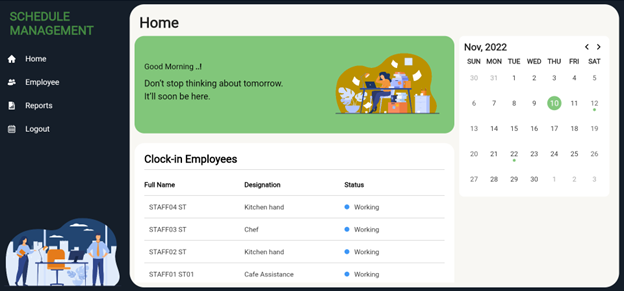 SCHEDULE
MANAGEMENT
Home
Employee
Reports
Logout
Home
Good Morning ..!
Don't stop thinking about tomorrow.
It'll soon be here.
Clock-in Employees
Full Name Designation Status
STAFF04 ST Kitchen hand Working
STAFF03 ST Chef Working
STAFF02 ST Kitchen hand Working
STAFF01 ST01 Cafe Assistance Working
Nov, 2022
SUN MON TUE WED THU FRI SAT
30 31 1 2 3 4 5
6 7 8 9 10 11 12
13 14 15 16 17 18 19
20 21 22 23 24 25 26
27 28 29 30 1 2 3